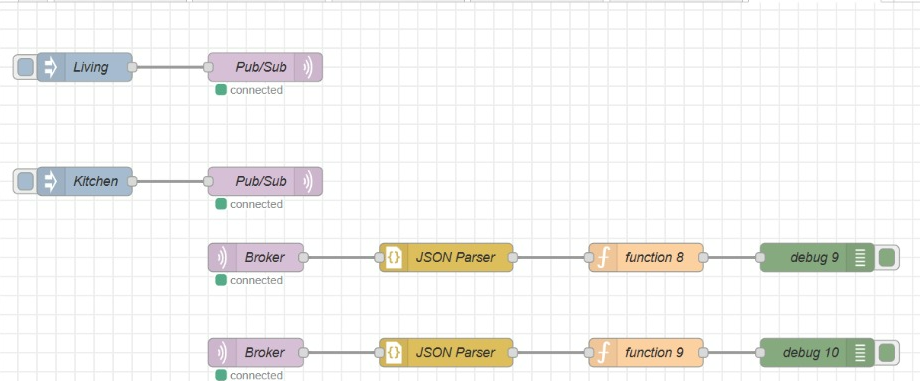 Living
Pub/Sub
connected
Kitchen
Pub/Sub
connected
Broker
JSON Parser
function 8
debug 9
connected
Broker
JSON Parser
function 9
debug 10
connected